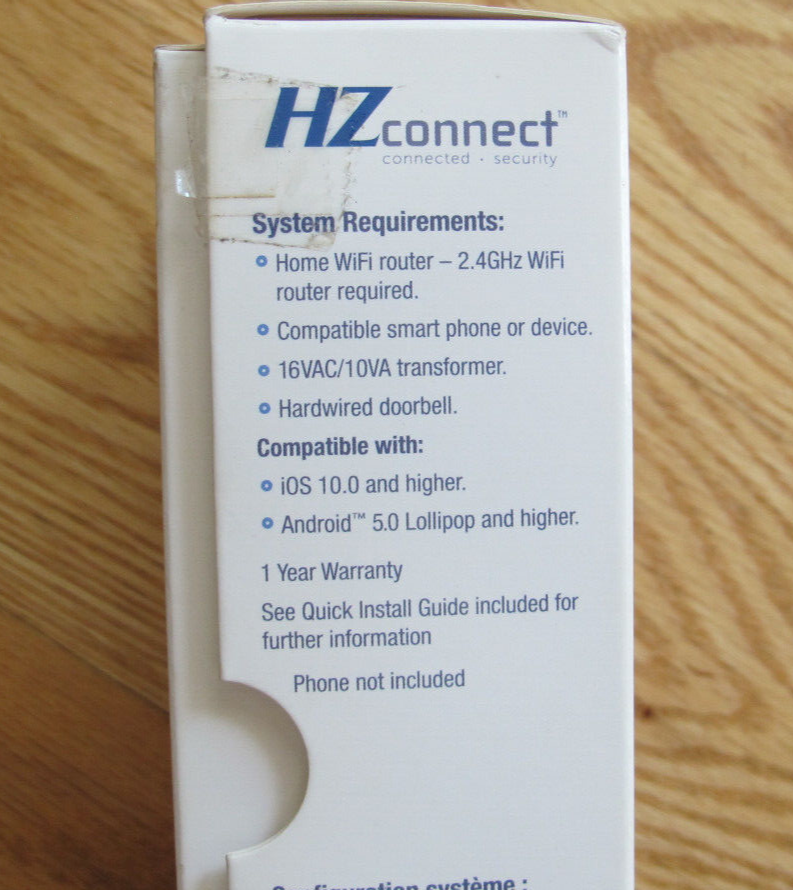 HZconnect™
connected · security
System Requirements:
Home WiFi router – 2.4GHz WiFi
router required.
Compatible smart phone or device.
16VAC/10VA transformer.
Hardwired doorbell.
Compatible with:
iOS 10.0 and higher.
Android™ 5.0 Lollipop and higher.
1 Year Warranty
See Quick Install Guide included for
further information
Phone not included
Configuration système :